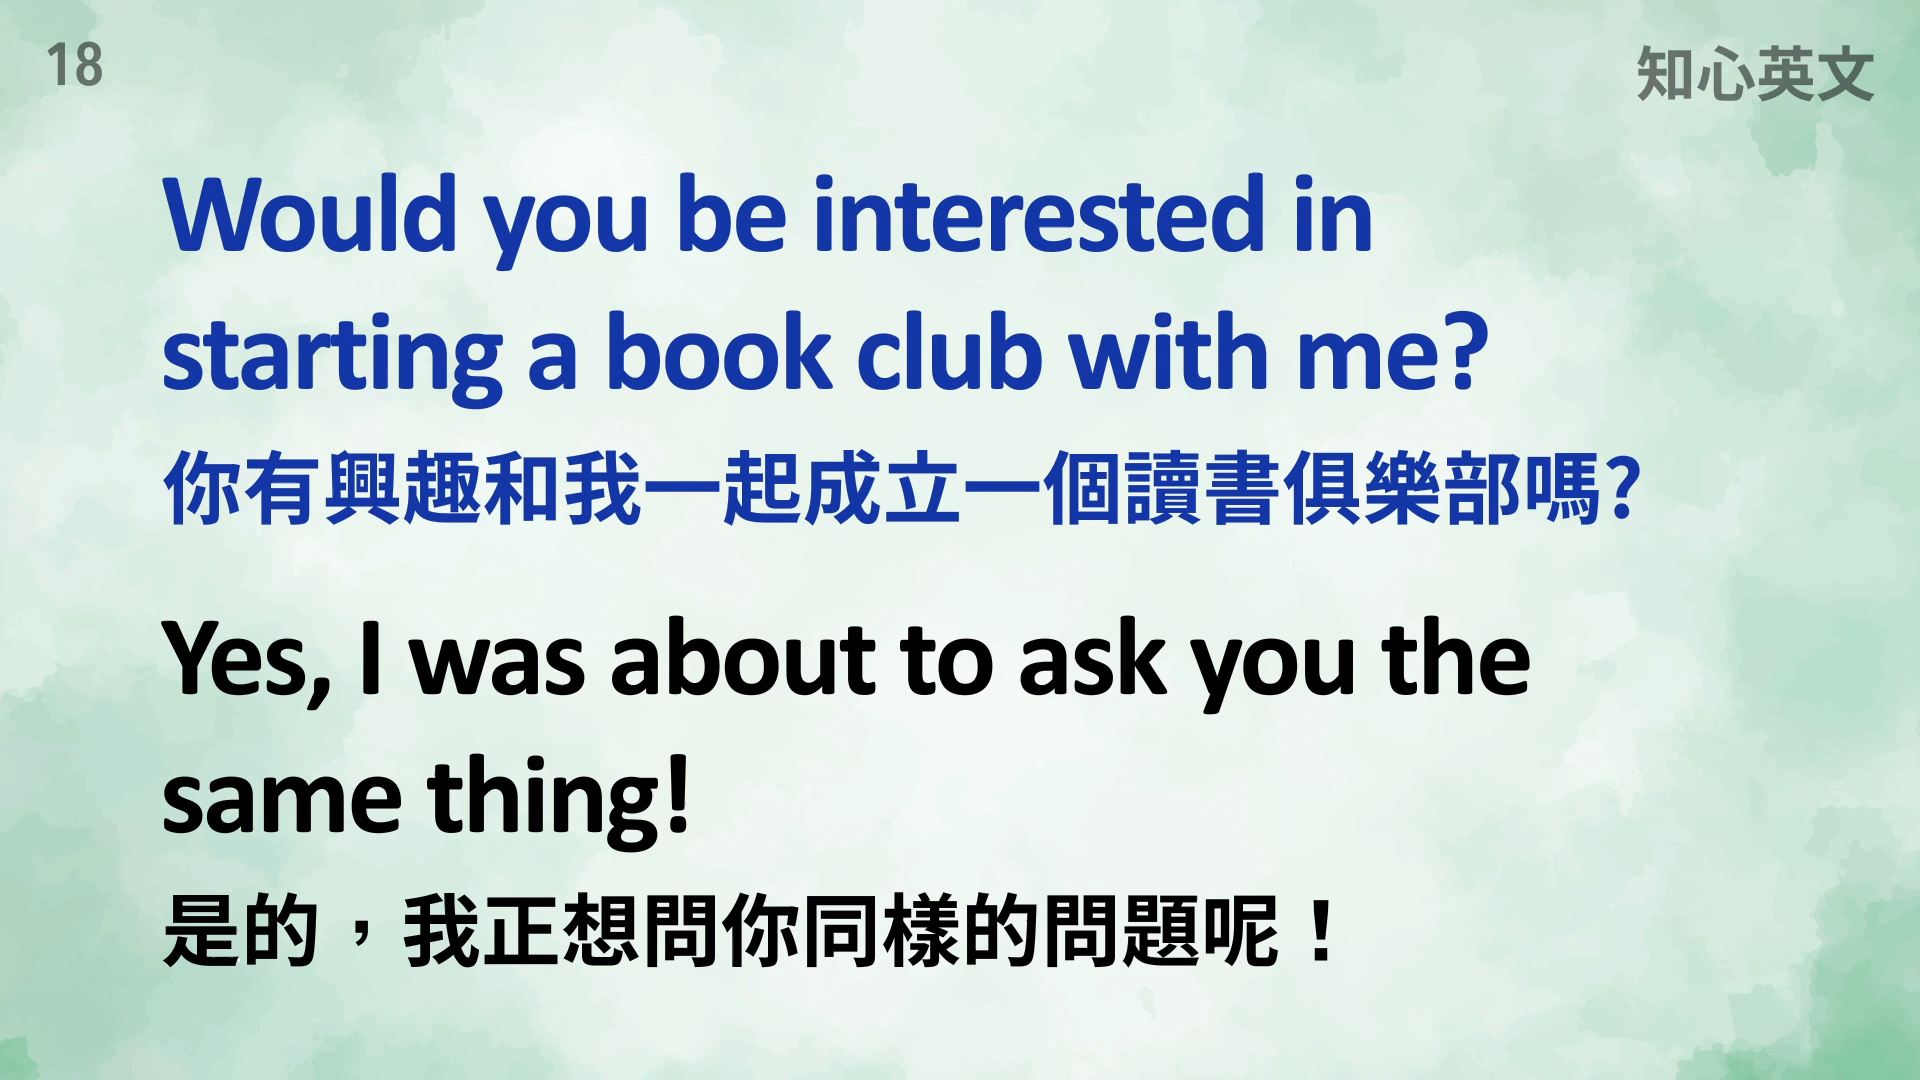 18
知心英文
Would you be interested in
starting a book club with me?
你有興趣和我一起成立一個讀書俱樂部嗎?
Yes, I was about to ask you the
same thing!
是的，我正想問你同樣的問題呢！